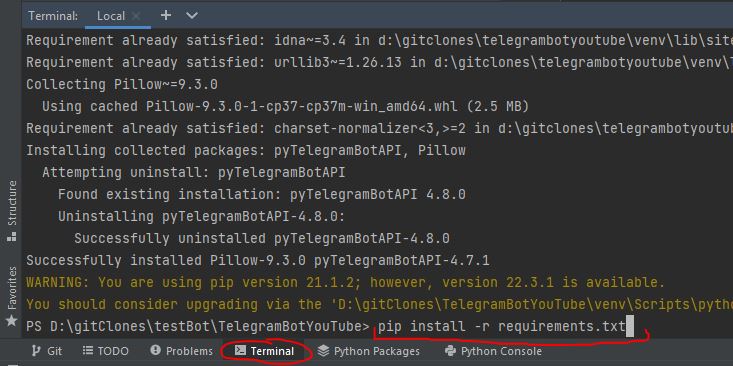 Terminal: Local
Requirement already satisfied: idna~=3.4 in d:\gitclones\telegrambotyoutube\venv\lib\site
Requirement already satisfied: urllib3~=1.26.13 in d:\gitclones\telegrambotyoutube\venv\
Collecting Pillow~=9.3.0
Using cached Pillow-9.3.0-1-cp37-cp37m-win_amd64.whl (2.5 MB)
Requirement already satisfied: charset-normalizer<3,>=2 in d:\gitclones\telegrambotyoutub
Installing collected packages: pyTelegramBotAPI, Pillow
Attempting uninstall: pyTelegramBotAPI
Found existing installation: pyTelegramBotAPI 4.8.0
Uninstalling pyTelegramBotAPI-4.8.0:
Successfully uninstalled pyTelegramBotAPI-4.8.0
Successfully installed Pillow-9.3.0 pyTelegramBotAPI-4.7.1
WARNING: You are using pip version 21.1.2; however, version 22.3.1 is available.
You should consider upgrading via the 'D:\gitClones\TelegramBotYouTube\venv\Scripts\pytho
PS D:\gitClones\testBot\TelegramBotYouTube> pip install -r requirements.txt
Structure
Favorites
Git TODO Problems Terminal Python Packages Python Console